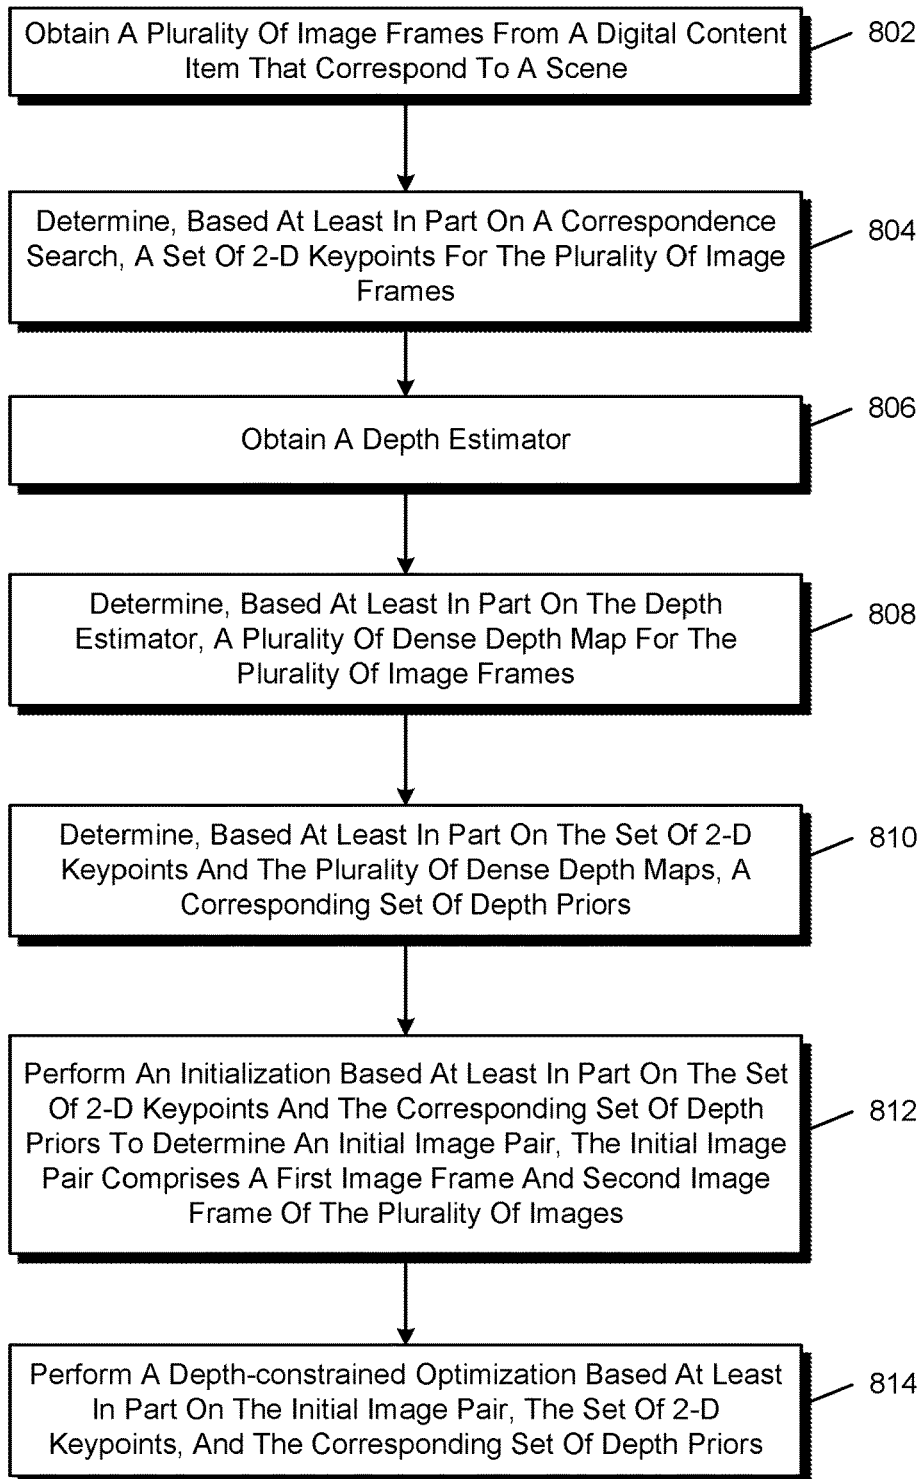 Obtain A Plurality Of Image Frames From A Digital Content
Item That Correspond To A Scene
802
Determine, Based At Least In Part On A Correspondence
Search, A Set Of 2-D Keypoints For The Plurality Of Image
Frames
804
Obtain A Depth Estimator
806
Determine, Based At Least In Part On The Depth
Estimator, A Plurality Of Dense Depth Map For The
Plurality Of Image Frames
808
Determine, Based At Least In Part On The Set Of 2-D
Keypoints And The Plurality Of Dense Depth Maps, A
Corresponding Set Of Depth Priors
810
Perform An Initialization Based At Least In Part On The Set
Of 2-D Keypoints And The Corresponding Set Of Depth
Priors To Determine An Initial Image Pair, The Initial Image
Pair Comprises A First Image Frame And Second Image
Frame Of The Plurality Of Images
812
Perform A Depth-constrained Optimization Based At Least
In Part On The Initial Image Pair, The Set Of 2-D
Keypoints, And The Corresponding Set Of Depth Priors
814